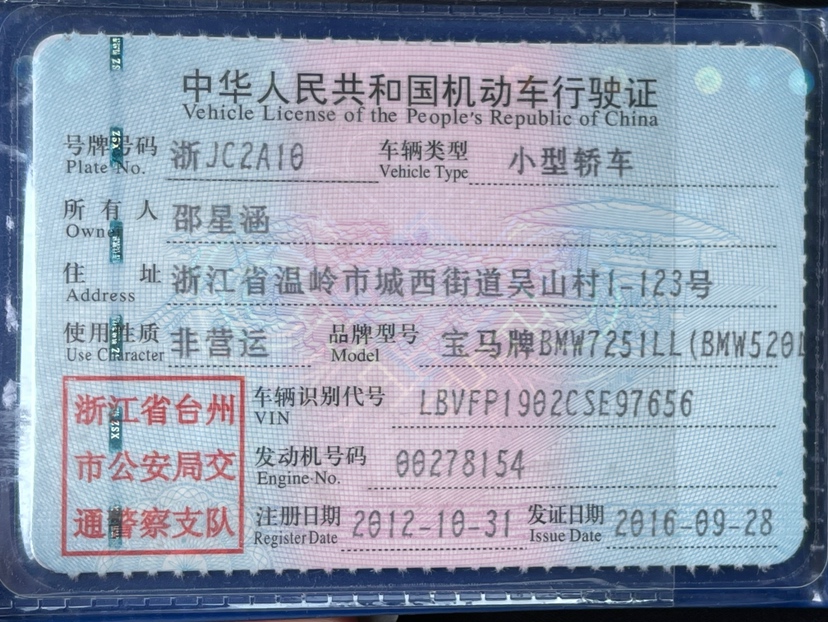 中华人民共和国机动车行驶证
Vehicle License of the People's Republic of China
号牌号码 浙JC2A10 车辆类型 小型轿车
Plate No. Vehicle Type
所有人 邵星涵
Owner
住址 浙江省温岭市城西街道吴山村1-123号
Address
使用性质 非营运 品牌型号 宝马牌BMW7251LL(BMW520L
Use Character Model
浙江省台州
市公安局交
通警察支队
车辆识别代号 LBVFP1902CSE97656
VIN
发动机号码 00278154
Engine No.
注册日期 2012-10-31 发证日期 2016-09-28
Register Date Issue Date